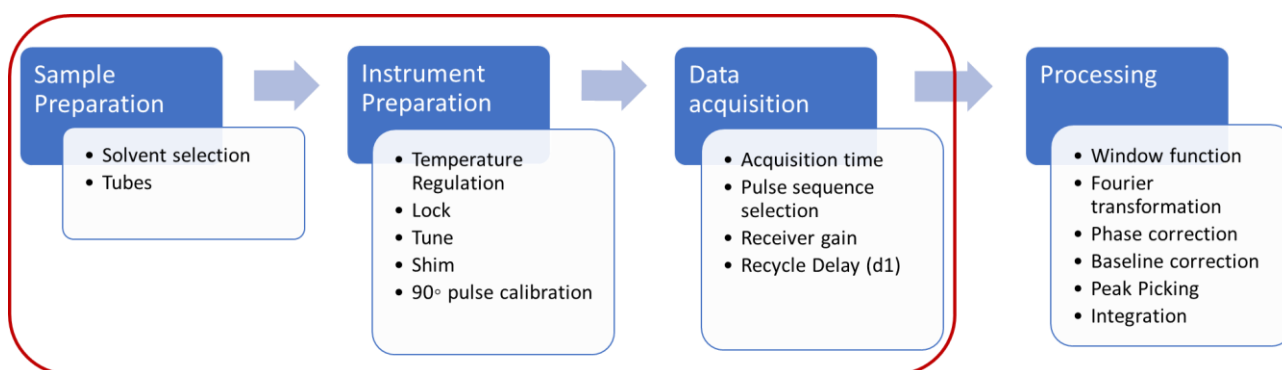 Sample
Preparation
• Solvent selection
• Tubes
Instrument
Preparation
• Temperature
Regulation
• Lock
• Tune
• Shim
• 90◦ pulse calibration
Data
acquisition
• Acquisition time
• Pulse sequence
selection
• Receiver gain
• Recycle Delay (d1)
Processing
• Window function
• Fourier
transformation
• Phase correction
• Baseline correction
• Peak Picking
• Integration